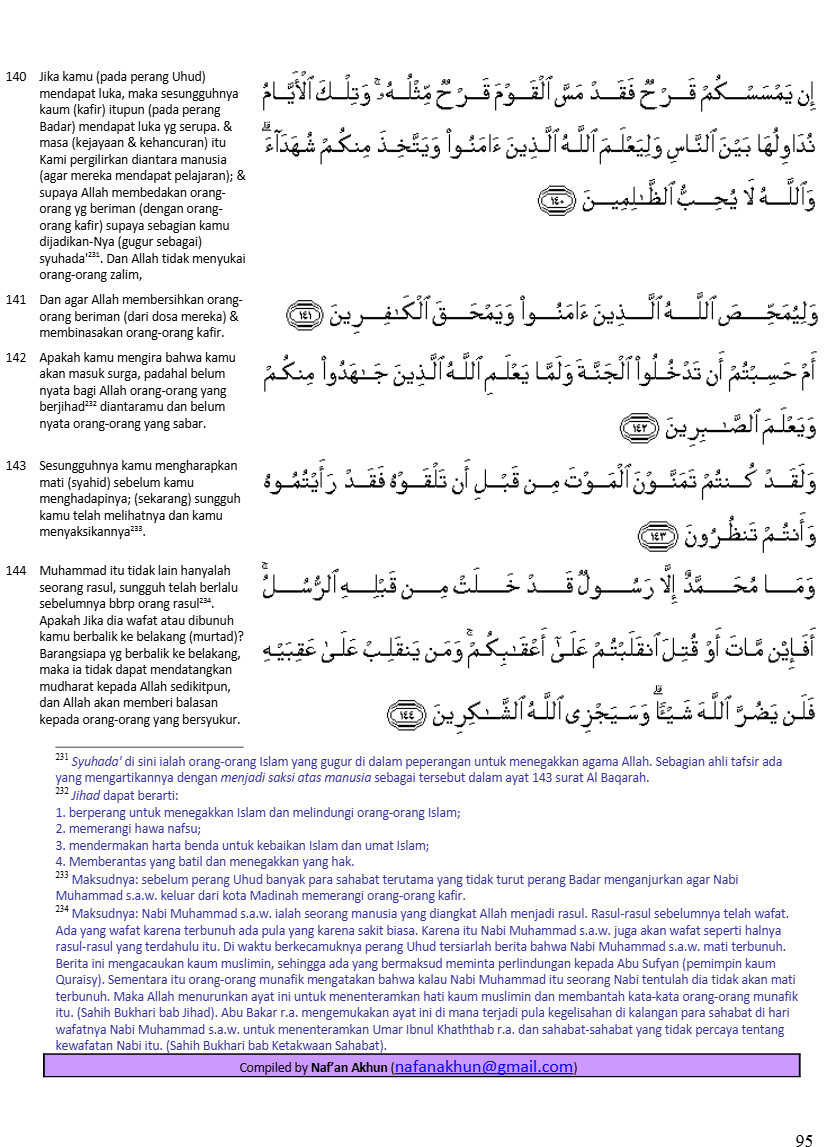 140 Jika kamu (pada perang Uhud)
mendapat luka, maka sesungguhnya
kaum (kafir) itupun (pada perang
Badar) mendapat luka yg serupa. &
masa (kejayaan & kehancuran) itu
Kami pergilirkan diantara manusia
(agar mereka mendapat pelajaran); &
supaya Allah membedakan orang-
orang yg beriman (dengan orang-
orang kafir) supaya sebagian kamu
dijadikan-Nya (gugur sebagai)
syuhada'²³¹. Dan Allah tidak menyukai
orang-orang zalim,
إِن يَمْسَسْكُمْ قَرْحٌ فَقَدْ مَسَّ ٱلْقَوْمَ قَرْحٌ مِّثْلُهُۥ ۚ وَتِلْكَ ٱلْأَيَّامُ
نُدَاوِلُهَا بَيْنَ ٱلنَّاسِ وَلِيَعْلَمَ ٱللَّهُ ٱلَّذِينَ ءَامَنُوا۟ وَيَتَّخِذَ مِنكُمْ شُهَدَآءَ ۗ
وَٱللَّهُ لَا يُحِبُّ ٱلظَّٰلِمِينَ ١٤٠
141 Dan agar Allah membersihkan orang-
orang beriman (dari dosa mereka) &
membinasakan orang-orang kafir.
وَلِيُمَحِّصَ ٱللَّهُ ٱلَّذِينَ ءَامَنُوا۟ وَيَمْحَقَ ٱلْكَٰفِرِينَ ١٤١
142 Apakah kamu mengira bahwa kamu
akan masuk surga, padahal belum
nyata bagi Allah orang-orang yang
berjihad²³² diantaramu dan belum
nyata orang-orang yang sabar.
أَمْ حَسِبْتُمْ أَن تَدْخُلُوا۟ ٱلْجَنَّةَ وَلَمَّا يَعْلَمِ ٱللَّهُ ٱلَّذِينَ جَٰهَدُوا۟ مِنكُمْ
وَيَعْلَمَ ٱلصَّٰبِرِينَ ١٤٢
143 Sesungguhnya kamu mengharapkan
mati (syahid) sebelum kamu
menghadapinya; (sekarang) sungguh
kamu telah melihatnya dan kamu
menyaksikannya²³³.
وَلَقَدْ كُنتُمْ تَمَنَّوْنَ ٱلْمَوْتَ مِن قَبْلِ أَن تَلْقَوْهُ فَقَدْ رَأَيْتُمُوهُ
وَأَنتُمْ تَنظُرُونَ ١٤٣
144 Muhammad itu tidak lain hanyalah
seorang rasul, sungguh telah berlalu
sebelumnya bbrp orang rasul²³⁴.
Apakah Jika dia wafat atau dibunuh
kamu berbalik ke belakang (murtad)?
Barangsiapa yg berbalik ke belakang,
maka ia tidak dapat mendatangkan
mudharat kepada Allah sedikitpun,
dan Allah akan memberi balasan
kepada orang-orang yang bersyukur.
وَمَا مُحَمَّدٌ إِلَّا رَسُولٌ قَدْ خَلَتْ مِن قَبْلِهِ ٱلرُّسُلُ ۚ
أَفَإِي۟ن مَّاتَ أَوْ قُتِلَ ٱنقَلَبْتُمْ عَلَىٰٓ أَعْقَٰبِكُمْ ۚ وَمَن يَنقَلِبْ عَلَىٰ عَقِبَيْهِ
فَلَن يَضُرَّ ٱللَّهَ شَيْـًٔا ۗ وَسَيَجْزِى ٱللَّهُ ٱلشَّٰكِرِينَ ١٤٤
²³¹ Syuhada' di sini ialah orang-orang Islam yang gugur di dalam peperangan untuk menegakkan agama Allah. Sebagian ahli tafsir ada
yang mengartikannya dengan menjadi saksi atas manusia sebagai tersebut dalam ayat 143 surat Al Baqarah.
²³² Jihad dapat berarti:
1. berperang untuk menegakkan Islam dan melindungi orang-orang Islam;
2. memerangi hawa nafsu;
3. mendermakan harta benda untuk kebaikan Islam dan umat Islam;
4. Memberantas yang batil dan menegakkan yang hak.
²³³ Maksudnya: sebelum perang Uhud banyak para sahabat terutama yang tidak turut perang Badar menganjurkan agar Nabi
Muhammad s.a.w. keluar dari kota Madinah memerangi orang-orang kafir.
²³⁴ Maksudnya: Nabi Muhammad s.a.w. ialah seorang manusia yang diangkat Allah menjadi rasul. Rasul-rasul sebelumnya telah wafat.
Ada yang wafat karena terbunuh ada pula yang karena sakit biasa. Karena itu Nabi Muhammad s.a.w. juga akan wafat seperti halnya
rasul-rasul yang terdahulu itu. Di waktu berkecamuknya perang Uhud tersiarlah berita bahwa Nabi Muhammad s.a.w. mati terbunuh.
Berita ini mengacaukan kaum muslimin, sehingga ada yang bermaksud meminta perlindungan kepada Abu Sufyan (pemimpin kaum
Quraisy). Sementara itu orang-orang munafik mengatakan bahwa kalau Nabi Muhammad itu seorang Nabi tentulah dia tidak akan mati
terbunuh. Maka Allah menurunkan ayat ini untuk menenteramkan hati kaum muslimin dan membantah kata-kata orang-orang munafik
itu. (Sahih Bukhari bab Jihad). Abu Bakar r.a. mengemukakan ayat ini di mana terjadi pula kegelisahan di kalangan para sahabat di hari
wafatnya Nabi Muhammad s.a.w. untuk menenteramkan Umar Ibnul Khaththab r.a. dan sahabat-sahabat yang tidak percaya tentang
kewafatan Nabi itu. (Sahih Bukhari bab Ketakwaan Sahabat).
Compiled by Naf'an Akhun (nafanakhun@gmail.com)
95